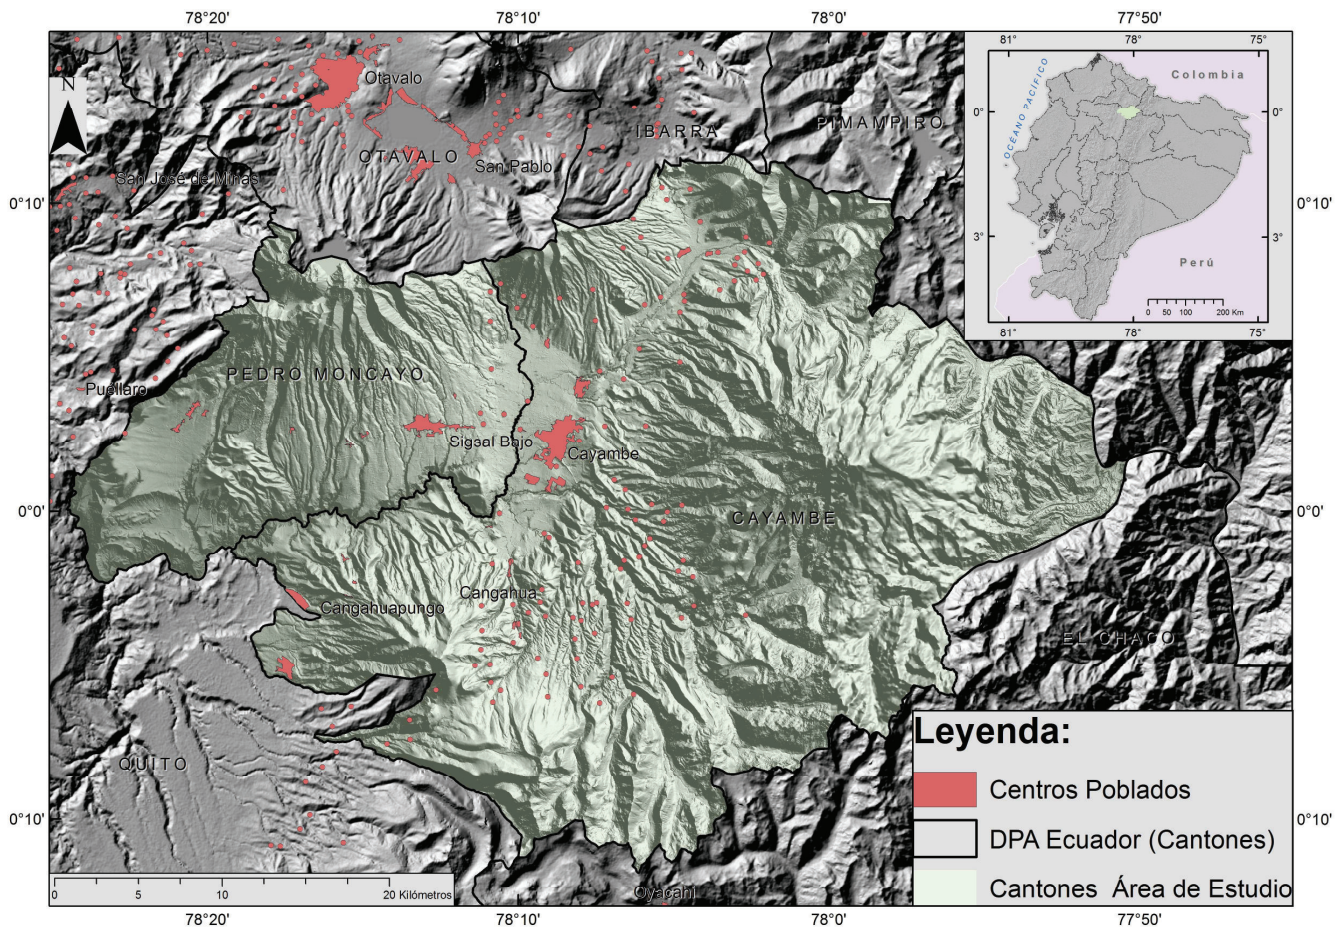 78°20'
78°10'
78°0'
77°50'
N
Otavalo
OTAVALO
San Pablo
IBARRA
PIMAMPIRO
San José de Minas
0°10'
0°10'
81°
78°
75°
Colombia
OCÉANO PACÍFICO
0°
0°
3°
3°
Perú
0 50 100 200 Km
81°
78°
75°
PEDRO MONCAYO
Puéllaro
Sigsal Bajo
Cayambe
0°0'
0°0'
CAYAMBE
Cangahua
Cangahuapungo
EL CHACO
QUITO
Leyenda:
Centros Poblados
DPA Ecuador (Cantones)
Cantones Área de Estudio
0°10'
0°10'
0 5 10 20 Kilómetros
Oyacahi
78°20'
78°10'
78°0'
77°50'